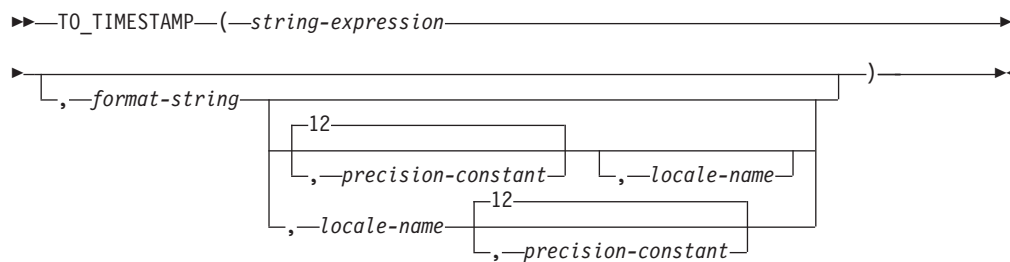 TO_TIMESTAMP ( string-expression
)
, format-string
12
, precision-constant , locale-name
12
, locale-name
, precision-constant